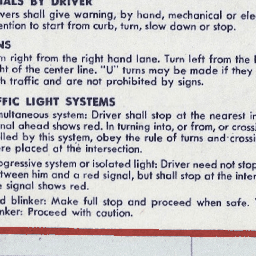 ALS BY DRIVER
vers shall give warning, by hand, mechanical or ele
ention to start from curb, turn, slow down or stop.
NS
n right from the right hand lane. Turn left from the
ht of the center line. "U" turns may be made if they
h traffic and are not prohibited by signs.
FFIC LIGHT SYSTEMS
multaneous system: Driver shall stop at the nearest in
nal ahead shows red. In turning into, or from, or crossi
lled by this system, obey the rule of turns and crossi
re placed at the intersection.
ogressive system or isolated light: Driver need not stop
tween him and a red signal, but shall stop at the inter
e signal shows red.
d blinker: Make full stop and proceed when safe.
nker: Proceed with caution.